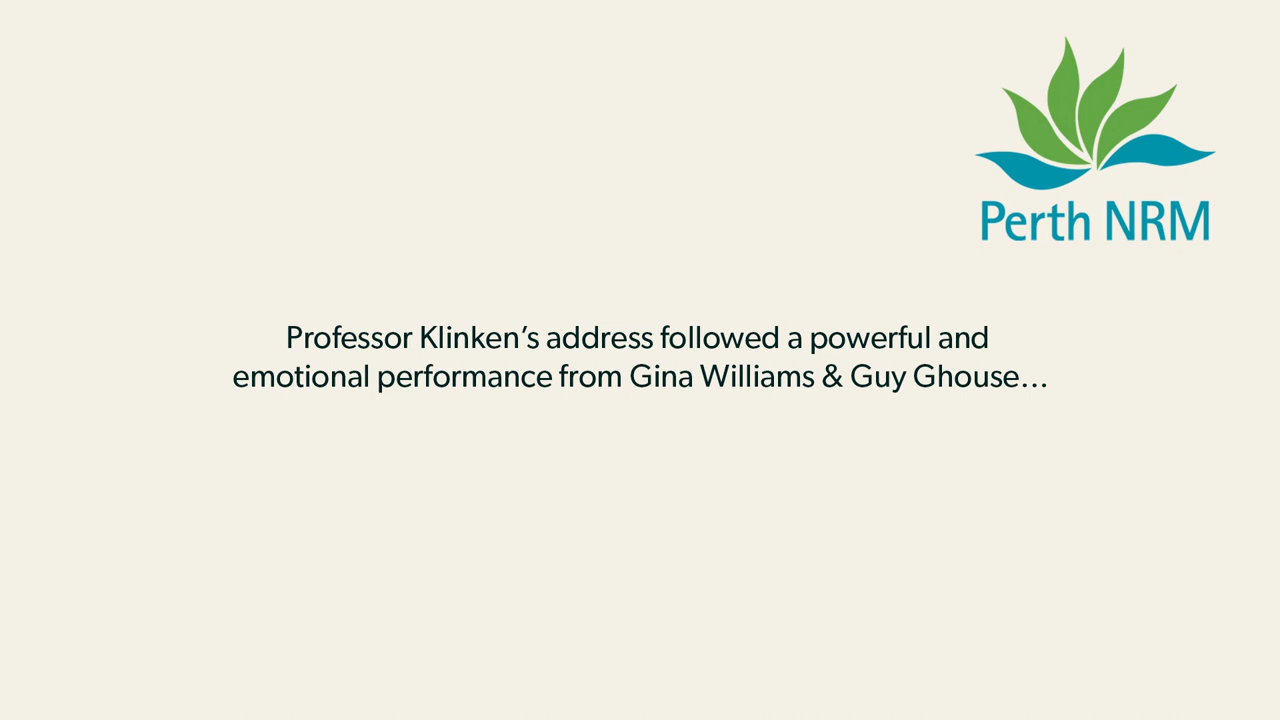 Perth NRM
Professor Klinken’s address followed a powerful and
emotional performance from Gina Williams & Guy Ghouse…